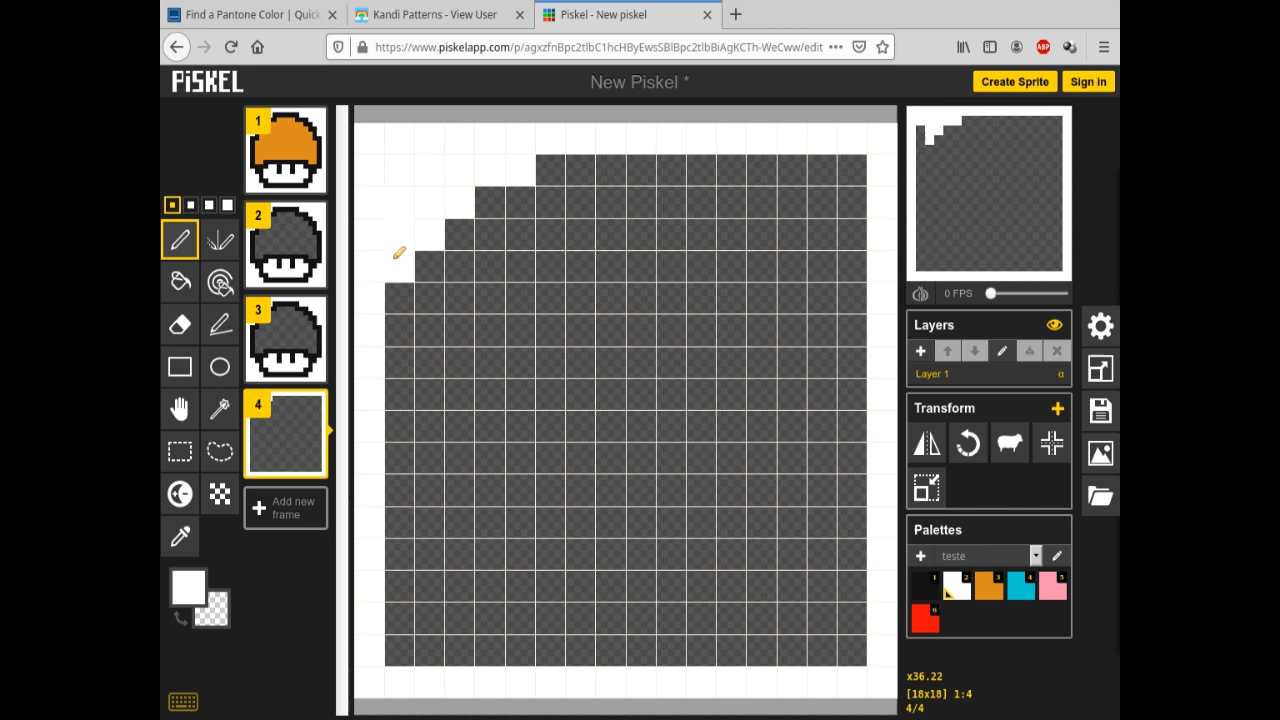 Find a Pantone Color | Quick
Kandi Patterns - View User
Piskel - New piskel
https://www.piskelapp.com/p/agxzfnBpc2tlbC1hcHByEwsSBlBpc2tlbBiAgKCTh-WeCww/edit
ABP
PiSKEL
New Piskel *
Create Sprite
Sign in
1
2
3
4
Add new
frame
0 FPS
Layers
Layer 1
α
Transform
Palettes
teste
1 2 3 4 5
6
x36.22
[18x18] 1:4
4/4